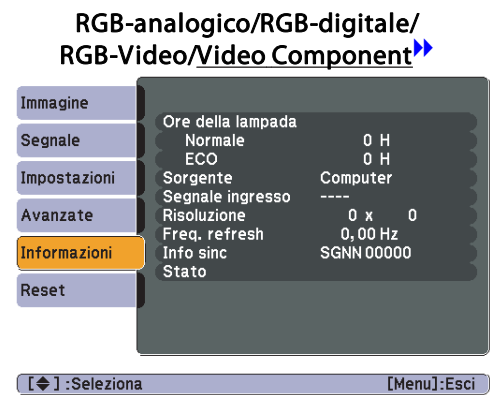 RGB-analogico/RGB-digitale/
RGB-Video/Video Component
Immagine
Segnale
Impostazioni
Avanzate
Informazioni
Reset
Ore della lampada
Normale 0 H
ECO 0 H
Sorgente Computer
Segnale ingresso ----
Risoluzione 0 x 0
Freq. refresh 0,00 Hz
Info sinc SGNN 00000
Stato
[◆] :Seleziona [Menu]:Esci